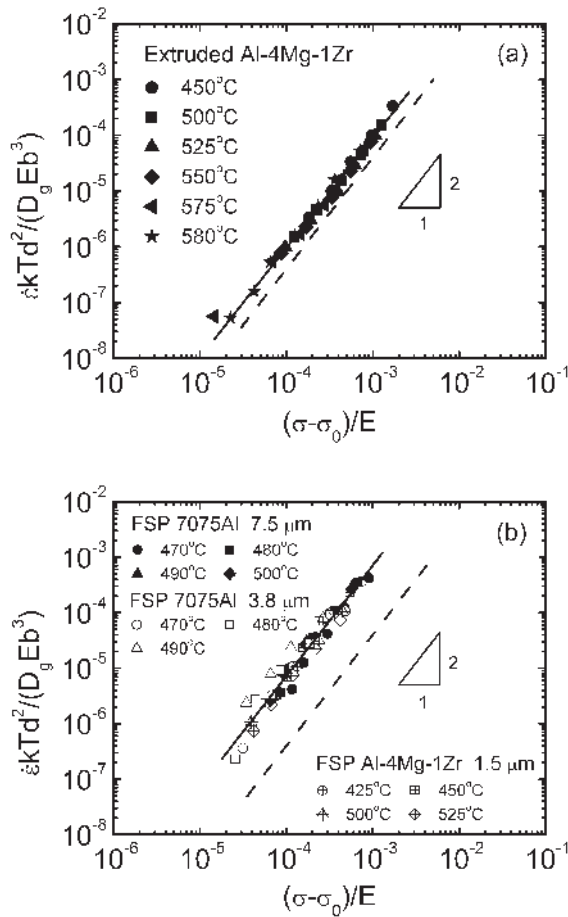 (a)
Extruded Al-4Mg-1Zr
450°C
500°C
525°C
550°C
575°C
580°C
2
1
10⁻²
10⁻³
10⁻⁴
10⁻⁵
10⁻⁶
10⁻⁷
10⁻⁸
ε̇kTd²/(D_gEb³)
10⁻⁶ 10⁻⁵ 10⁻⁴ 10⁻³ 10⁻² 10⁻¹
(σ-σ₀)/E
(b)
FSP 7075Al 7.5 μm
470°C 480°C
490°C 500°C
FSP 7075Al 3.8 μm
470°C 480°C
490°C
2
1
FSP Al-4Mg-1Zr 1.5 μm
425°C 450°C
500°C 525°C
10⁻²
10⁻³
10⁻⁴
10⁻⁵
10⁻⁶
10⁻⁷
10⁻⁸
ε̇kTd²/(D_gEb³)
10⁻⁶ 10⁻⁵ 10⁻⁴ 10⁻³ 10⁻² 10⁻¹
(σ-σ₀)/E